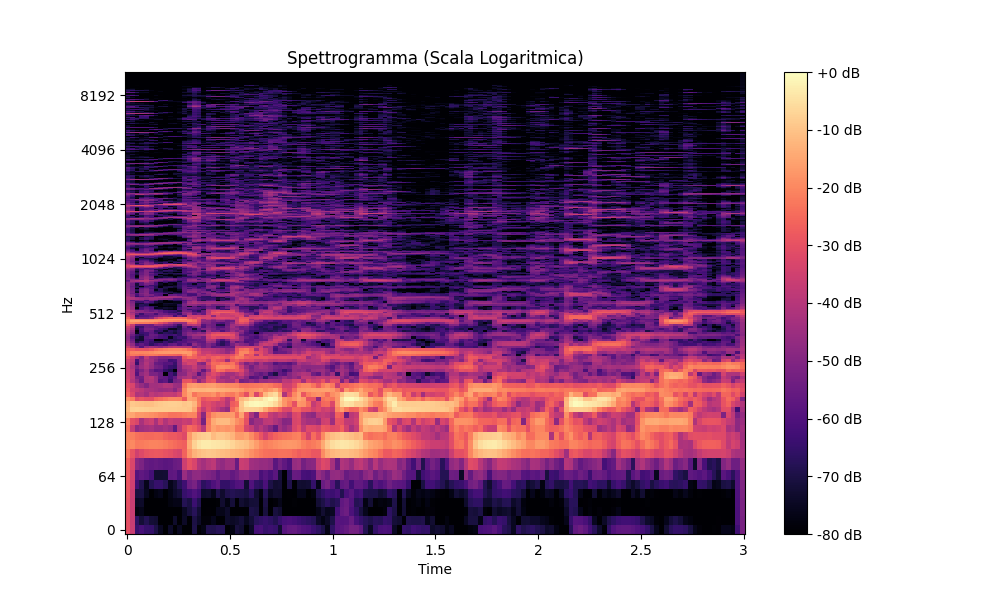 Spettrogramma (Scala Logaritmica)
Hz
8192
4096
2048
1024
512
256
128
64
0
0 0.5 1 1.5 2 2.5 3
Time
+0 dB
-10 dB
-20 dB
-30 dB
-40 dB
-50 dB
-60 dB
-70 dB
-80 dB